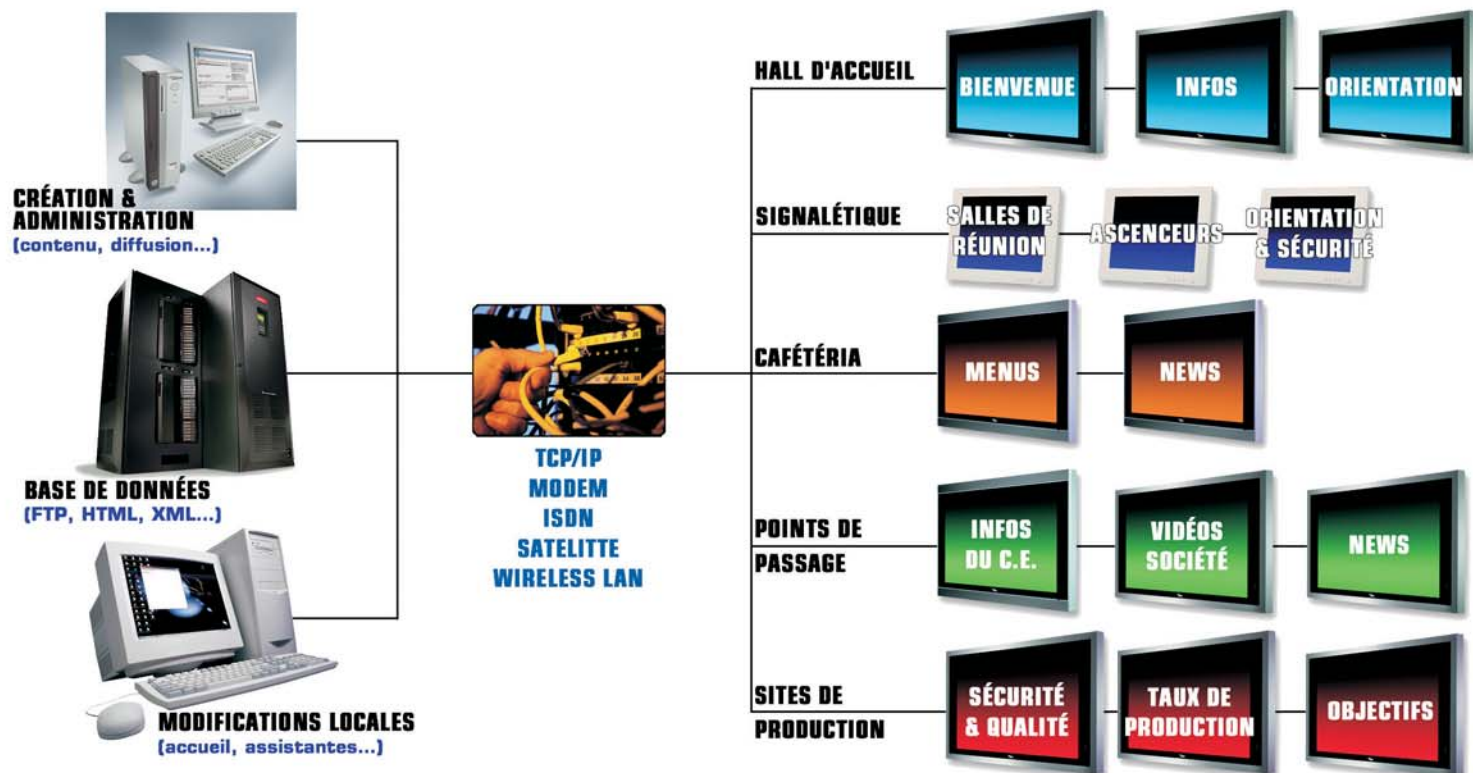 CRÉATION &
ADMINISTRATION
(contenu, diffusion...)
BASE DE DONNÉES
(FTP, HTML, XML...)
MODIFICATIONS LOCALES
(accueil, assistantes...)
TCP/IP
MODEM
ISDN
SATELITTE
WIRELESS LAN
HALL D'ACCUEIL
BIENVENUE
INFOS
ORIENTATION
SIGNALÉTIQUE
SALLES DE
RÉUNION
ASCENCEURS
ORIENTATION
& SÉCURITÉ
CAFÉTÉRIA
MENUS
NEWS
POINTS DE
PASSAGE
INFOS
DU C.E.
VIDÉOS
SOCIÉTÉ
NEWS
SITES DE
PRODUCTION
SÉCURITÉ
& QUALITÉ
TAUX DE
PRODUCTION
OBJECTIFS